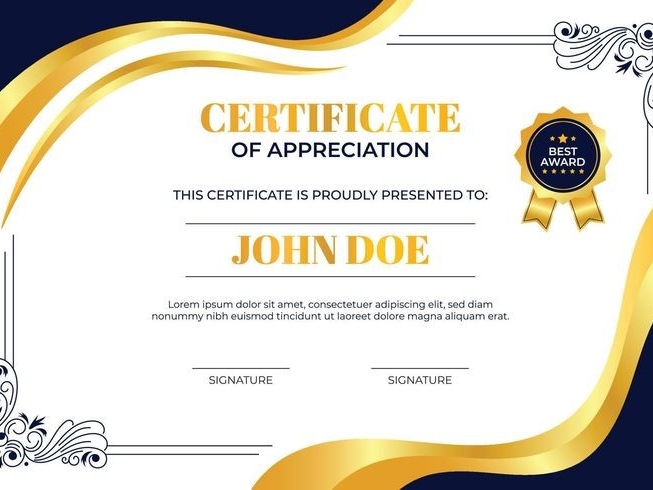 CERTIFICATE
OF APPRECIATION
BEST
AWARD
THIS CERTIFICATE IS PROUDLY PRESENTED TO:
JOHN DOE
Lorem ipsum dolor sit amet, consectetuer adipiscing elit, sed diam
nonummy nibh euismod tincidunt ut laoreet dolore magna aliquam erat.
SIGNATURE
SIGNATURE